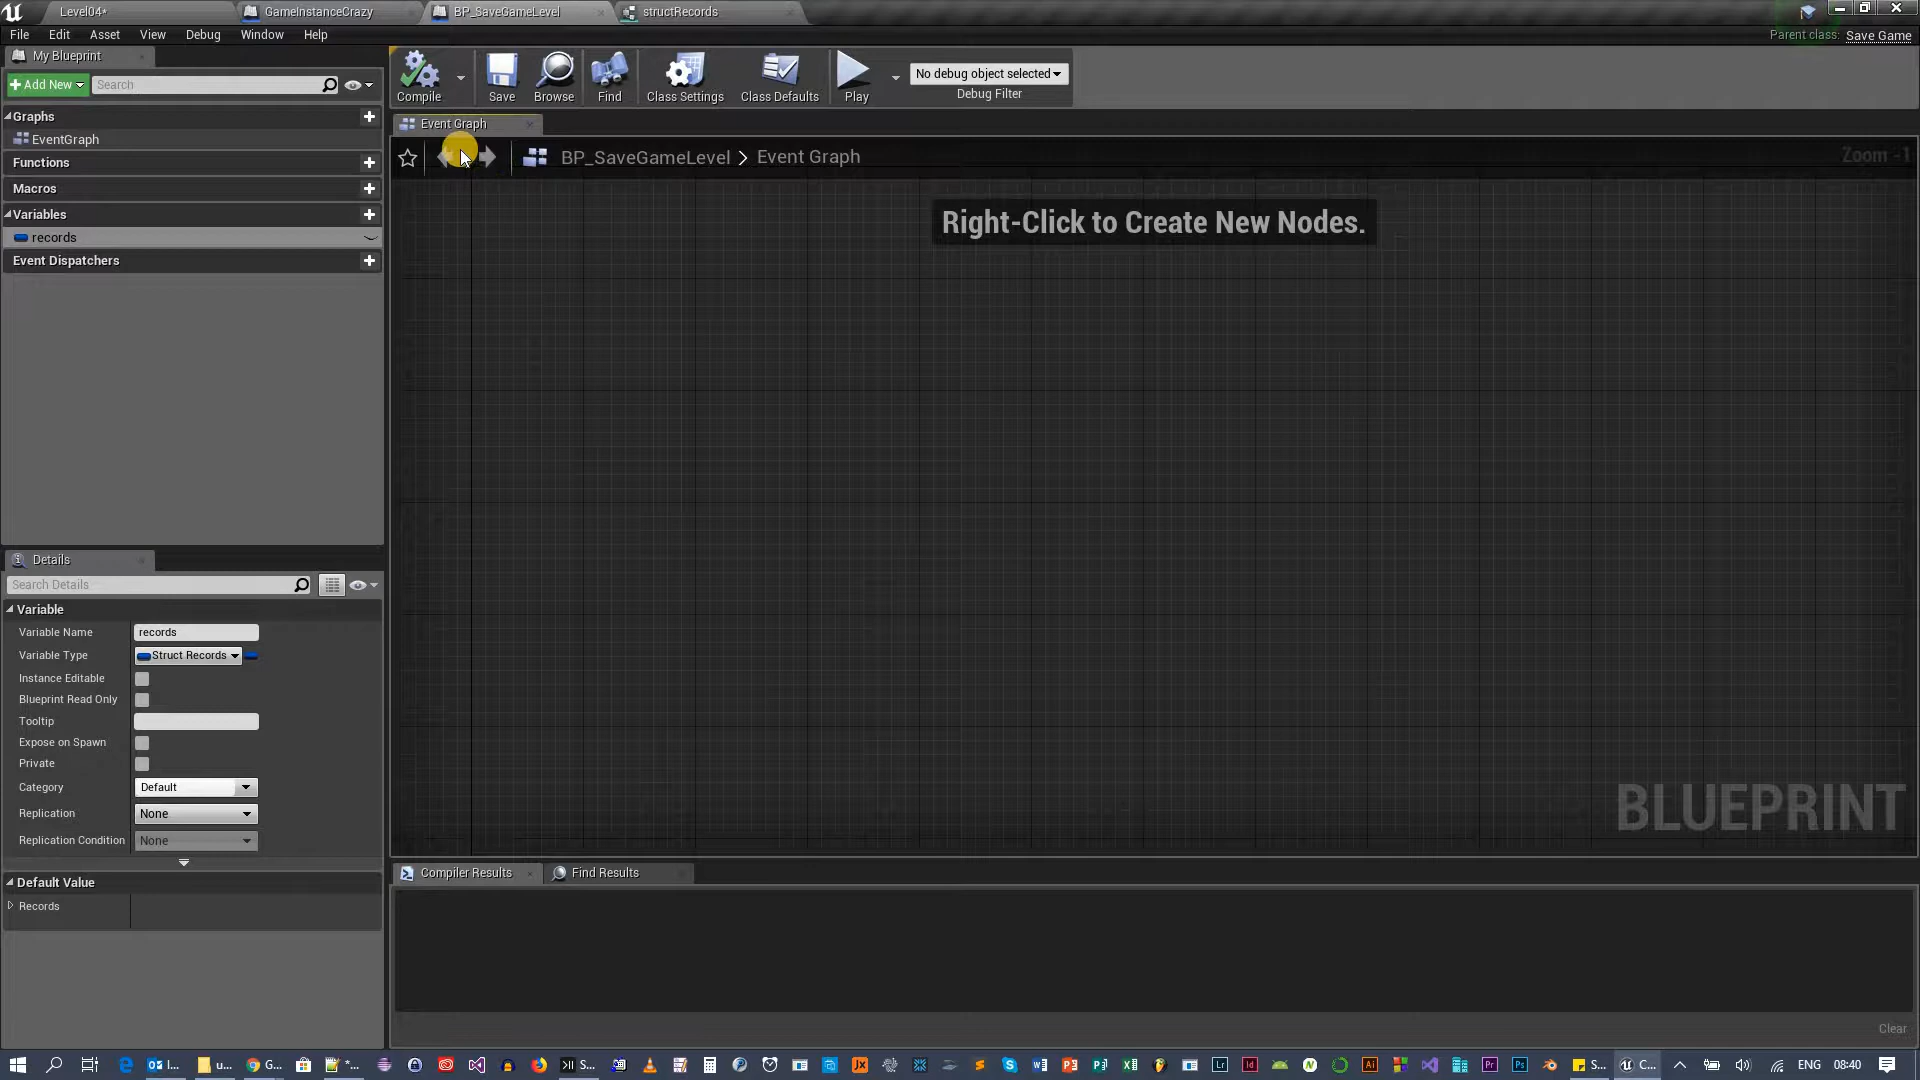 Level04*
GameInstanceCrazy
BP_SaveGameLevel
structRecords
File Edit Asset View Debug Window Help
Parent class: Save Game
My Blueprint
Add New
Search
Compile
Save
Browse
Find
Class Settings
Class Defaults
Play
No debug object selected
Debug Filter
Graphs
EventGraph
Functions
Macros
Variables
records
Event Dispatchers
Event Graph
BP_SaveGameLevel > Event Graph
Zoom -1
Right-Click to Create New Nodes.
BLUEPRINT
Details
Search Details
Variable
Variable Name records
Variable Type Struct Records
Instance Editable
Blueprint Read Only
Tooltip
Expose on Spawn
Private
Category Default
Replication None
Replication Condition None
Default Value
Records
Compiler Results
Find Results
Clear
I...
u...
G...
*...
S...
S...
C...
ENG 08:40